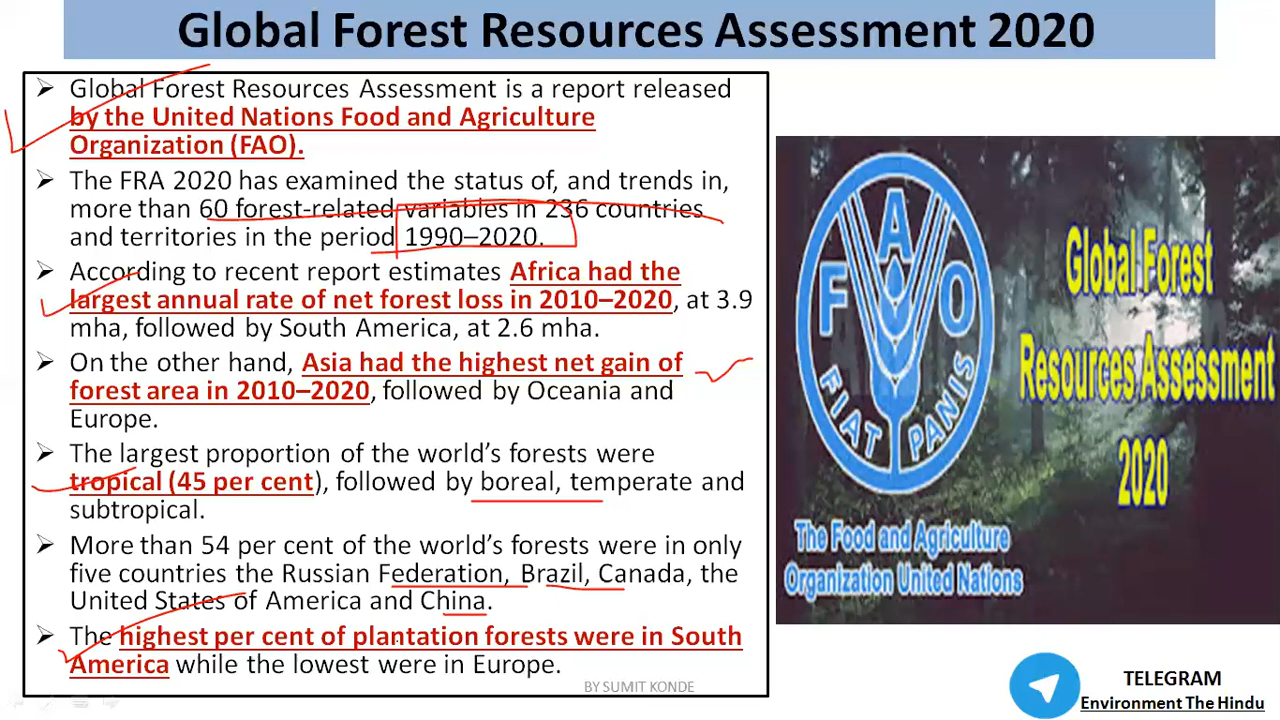 Global Forest Resources Assessment 2020
➢ Global Forest Resources Assessment is a report released
by the United Nations Food and Agriculture
Organization (FAO).
➢ The FRA 2020 has examined the status of, and trends in,
more than 60 forest-related variables in 236 countries
and territories in the period 1990–2020.
➢ According to recent report estimates Africa had the
largest annual rate of net forest loss in 2010–2020, at 3.9
mha, followed by South America, at 2.6 mha.
➢ On the other hand, Asia had the highest net gain of
forest area in 2010–2020, followed by Oceania and
Europe.
➢ The largest proportion of the world’s forests were
tropical (45 per cent), followed by boreal, temperate and
subtropical.
➢ More than 54 per cent of the world’s forests were in only
five countries the Russian Federation, Brazil, Canada, the
United States of America and China.
➢ The highest per cent of plantation forests were in South
America while the lowest were in Europe.
BY SUMIT KONDE
F A O
FIAT PANIS
Global Forest
Resources Assessment
2020
The Food and Agriculture
Organization United Nations
TELEGRAM
Environment The Hindu